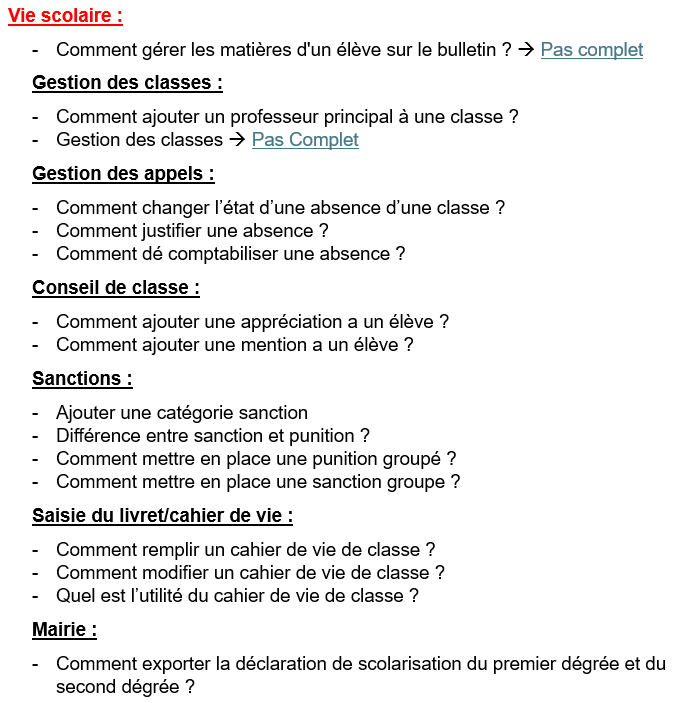 Vie scolaire :
- Comment gérer les matières d'un élève sur le bulletin ? → Pas complet
Gestion des classes :
- Comment ajouter un professeur principal à une classe ?
- Gestion des classes → Pas Complet
Gestion des appels :
- Comment changer l’état d’une absence d’une classe ?
- Comment justifier une absence ?
- Comment dé comptabiliser une absence ?
Conseil de classe :
- Comment ajouter une appréciation a un élève ?
- Comment ajouter une mention a un élève ?
Sanctions :
- Ajouter une catégorie sanction
- Différence entre sanction et punition ?
- Comment mettre en place une punition groupé ?
- Comment mettre en place une sanction groupe ?
Saisie du livret/cahier de vie :
- Comment remplir un cahier de vie de classe ?
- Comment modifier un cahier de vie de classe ?
- Quel est l’utilité du cahier de vie de classe ?
Mairie :
- Comment exporter la déclaration de scolarisation du premier dégrée et du
second dégrée ?